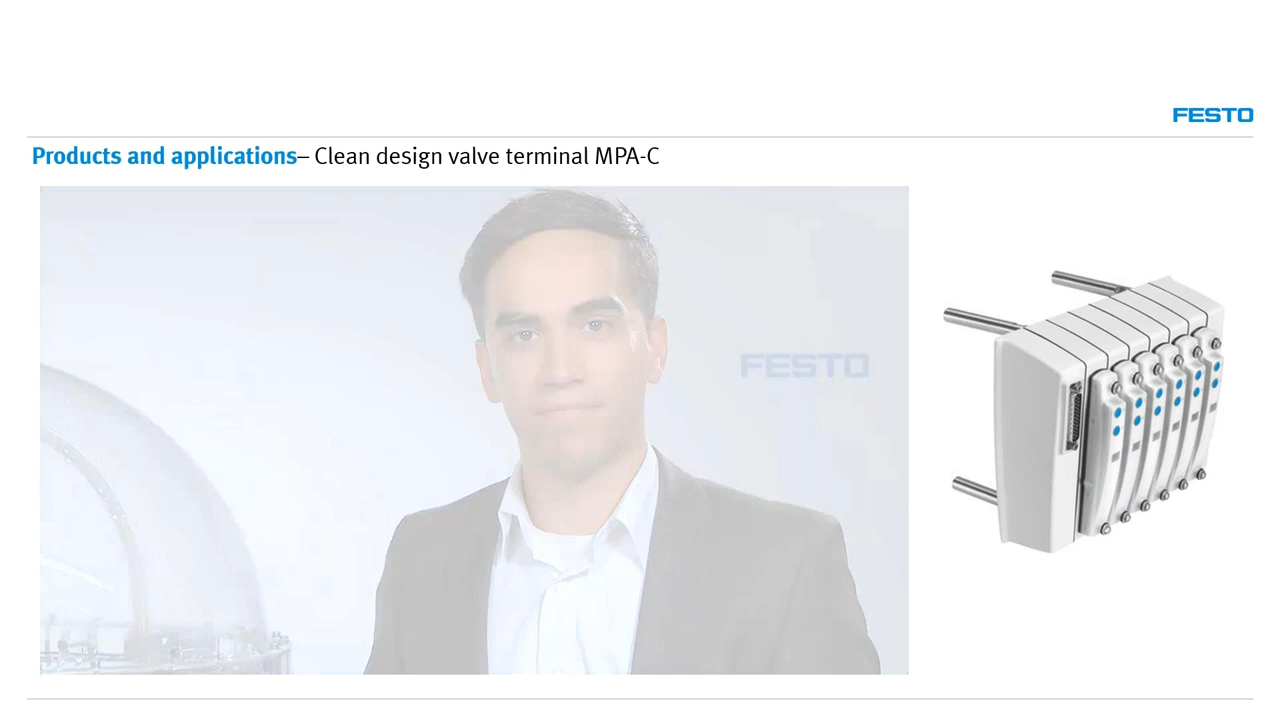 FESTO
Products and applications– Clean design valve terminal MPA-C
FESTO